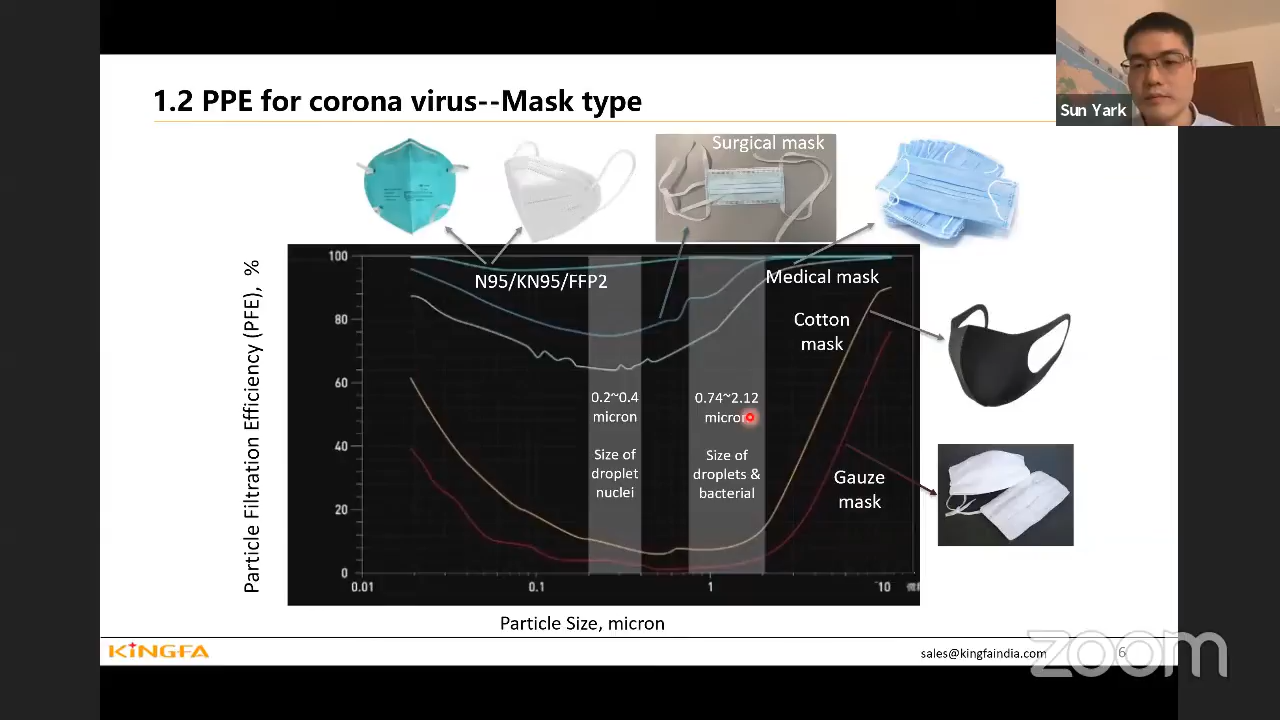 1.2 PPE for corona virus--Mask type
Sun Yark
Surgical mask
N95/KN95/FFP2
Medical mask
Cotton
mask
Gauze
mask
0.2~0.4
micron
Size of
droplet
nuclei
0.74~2.12
micron
Size of
droplets &
bacterial
Particle Filtration Efficiency (PFE), %
100
80
60
40
20
0
0.01
0.1
1
10
Particle Size, micron
KINGFA
sales@kingfaindia.com
6
zoom